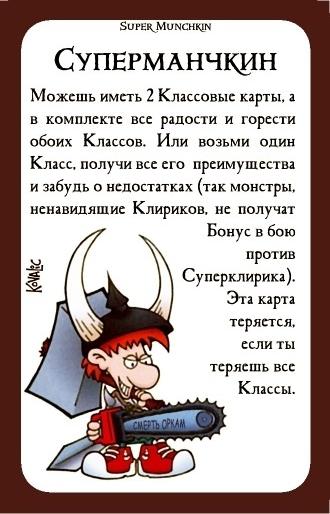 Super Munchkin
Суперманчкин
Можешь иметь 2 Классовые карты, а
в комплекте все радости и горести
обоих Классов. Или возьми один
Класс, получи все его преимущества
и забудь о недостатках (так монстры,
ненавидящие Клириков, не получат
Бонус в бою
против
Суперклирика).
Эта карта
теряется,
если ты
теряешь все
Классы.
Kovalic
СМЕРТЬ ОРКАМ